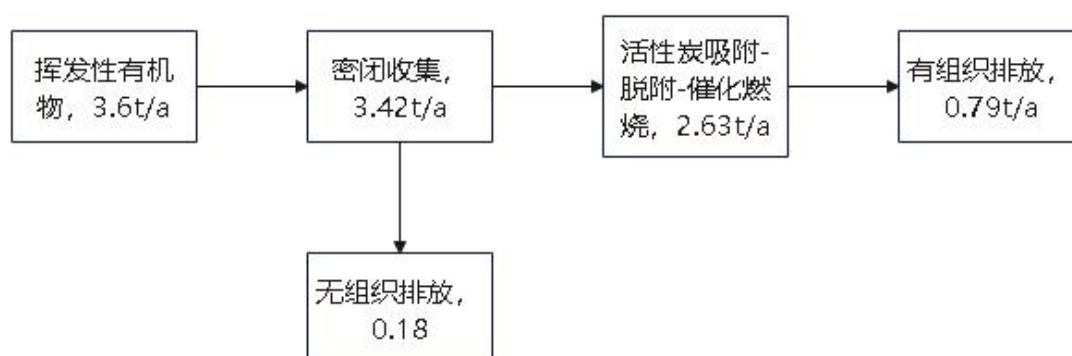 挥发性有机
物，3.6t/a
密闭收集，
3.42t/a
活性炭吸附-
脱附-催化燃
烧，2.63t/a
有组织排放，
0.79t/a
无组织排放，
0.18